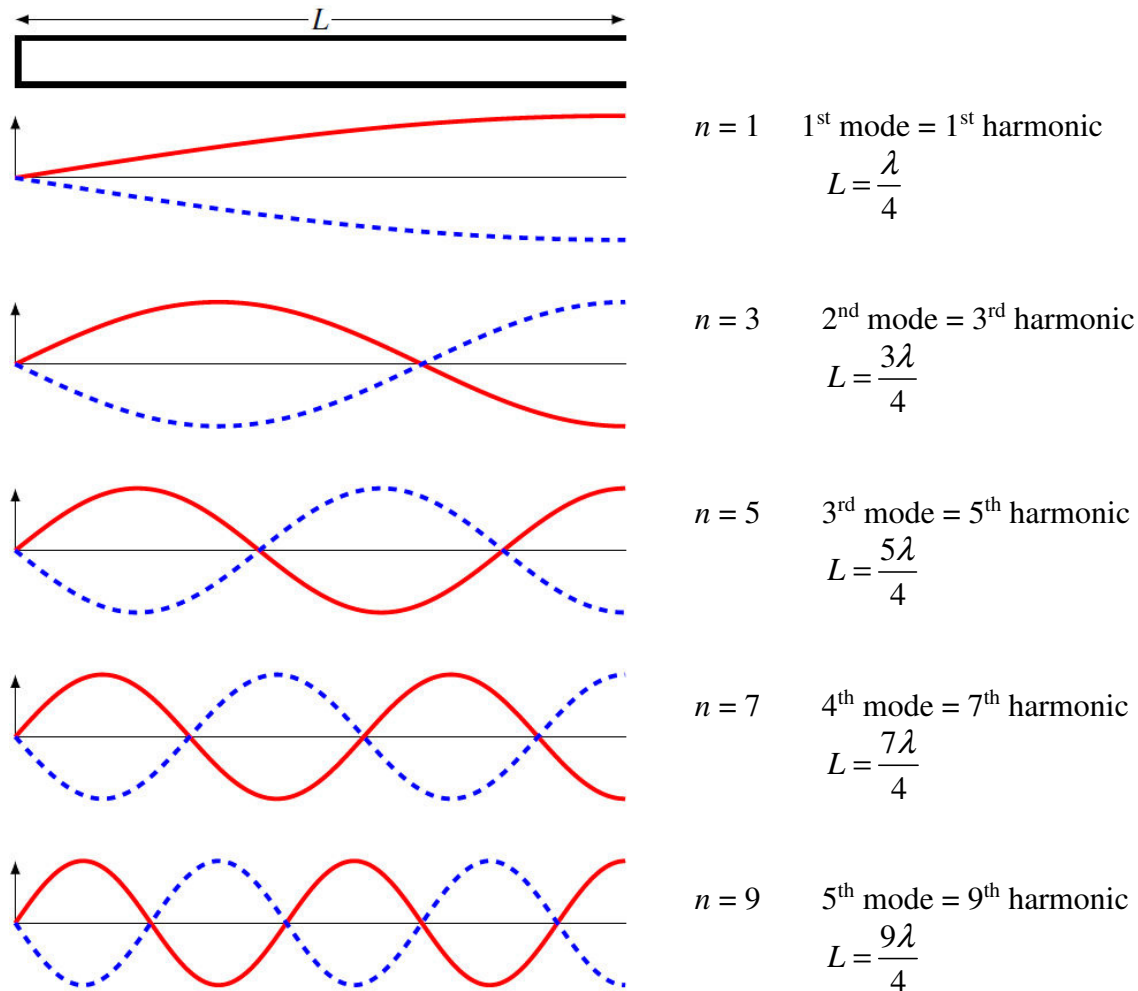 L
n = 1 1st mode = 1st harmonic
L = λ/4
n = 3 2nd mode = 3rd harmonic
L = 3λ/4
n = 5 3rd mode = 5th harmonic
L = 5λ/4
n = 7 4th mode = 7th harmonic
L = 7λ/4
n = 9 5th mode = 9th harmonic
L = 9λ/4